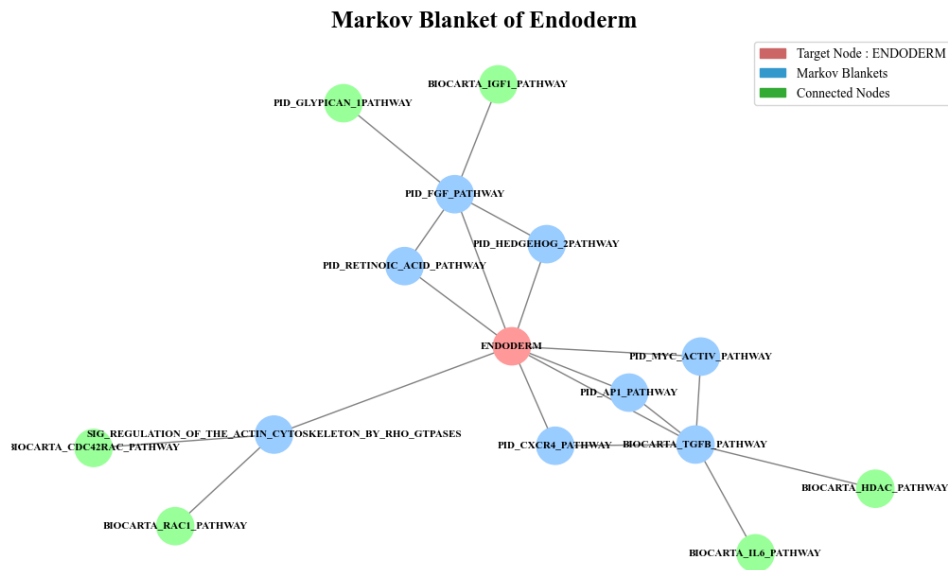 Markov Blanket of Endoderm
Target Node : ENDODERM
Markov Blankets
Connected Nodes
BIOCARTA_IGF1_PATHWAY
PID_GLYPICAN_1PATHWAY
PID_FGF_PATHWAY
PID_HEDGEHOG_2PATHWAY
PID_RETINOIC_ACID_PATHWAY
ENDODERM
PID_MYC_ACTIV_PATHWAY
PID_AP1_PATHWAY
SIG_REGULATION_OF_THE_ACTIN_CYTOSKELETON_BY_RHO_GTPASES
PID_CXCR4_PATHWAY
BIOCARTA_TGFB_PATHWAY
BIOCARTA_CDC42RAC_PATHWAY
BIOCARTA_HDAC_PATHWAY
BIOCARTA_RAC1_PATHWAY
BIOCARTA_IL6_PATHWAY